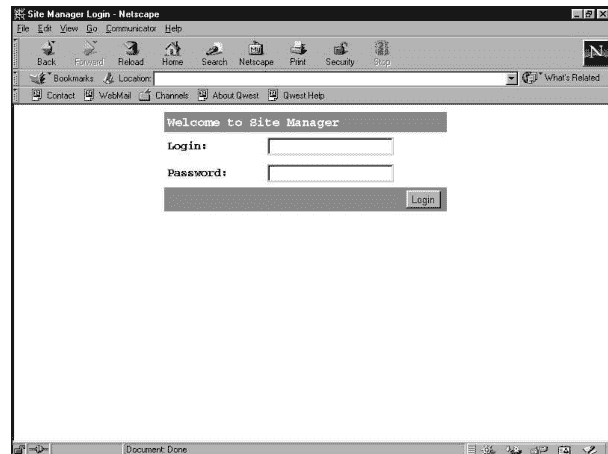 Site Manager Login - Netscape
File Edit View Go Communicator Help
Back Forward Reload Home Search Netscape Print Security Stop
My
N
Bookmarks Location: What's Related
Contact WebMail Channels About Qwest Qwest Help
Welcome to Site Manager
Login:
Password:
Login
Document: Done